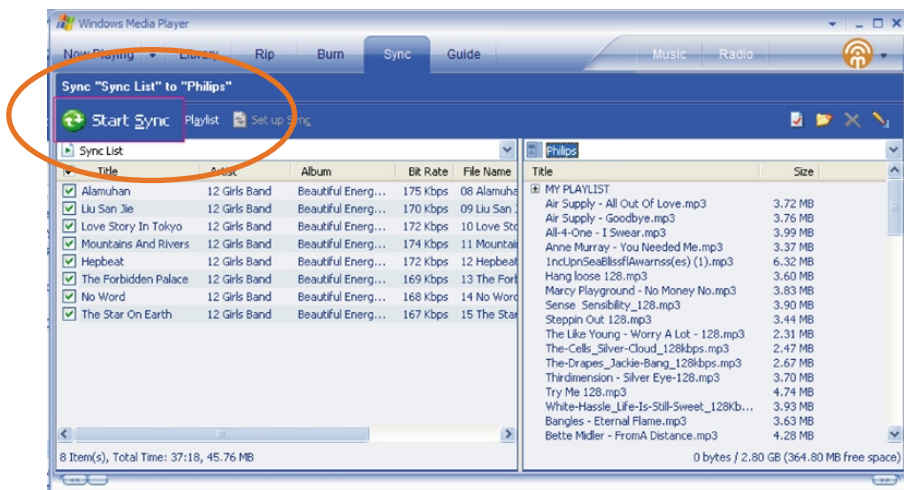 Windows Media Player
Now Playing Library Rip Burn Sync Guide Music Radio
Sync "Sync List" to "Philips"
Start Sync Playlist Set up Sync
Sync List Philips
Title Artist Album Bit Rate File Name
Alamuhan 12 Girls Band Beautiful Energ... 175 Kbps 08 Alamuha
Liu San Jie 12 Girls Band Beautiful Energ... 170 Kbps 09 Liu San
Love Story In Tokyo 12 Girls Band Beautiful Energ... 172 Kbps 10 Love Sto
Mountains And Rivers 12 Girls Band Beautiful Energ... 174 Kbps 11 Mountain
Hepbeat 12 Girls Band Beautiful Energ... 172 Kbps 12 Hepbeat
The Forbidden Palace 12 Girls Band Beautiful Energ... 169 Kbps 13 The Forb
No Word 12 Girls Band Beautiful Energ... 168 Kbps 14 No Word
The Star On Earth 12 Girls Band Beautiful Energ... 167 Kbps 15 The Star
8 Item(s), Total Time: 37:18, 45.76 MB
Title Size
MY PLAYLIST
Air Supply - All Out Of Love.mp3 3.72 MB
Air Supply - Goodbye.mp3 3.76 MB
All-4-One - I Swear.mp3 3.99 MB
Anne Murray - You Needed Me.mp3 3.37 MB
1ncUpnSeaBlissflAwarnss(es) (1).mp3 6.32 MB
Hang loose 128.mp3 3.60 MB
Marcy Playground - No Money No.mp3 3.83 MB
Sense Sensibility_128.mp3 3.90 MB
Steppin Out 128.mp3 3.44 MB
The Like Young - Worry A Lot - 128.mp3 2.31 MB
The-Cells_Silver-Cloud_128kbps.mp3 2.47 MB
The-Drapes_Jackie-Bang_128kbps.mp3 2.67 MB
Thirdimension - Silver Eye-128.mp3 3.70 MB
Try Me 128.mp3 4.74 MB
White-Hassle_Life-Is-Still-Sweet_128Kb... 3.93 MB
Bangles - Eternal Flame.mp3 3.63 MB
Bette Midler - FromA Distance.mp3 4.28 MB
0 bytes / 2.80 GB (364.80 MB free space)